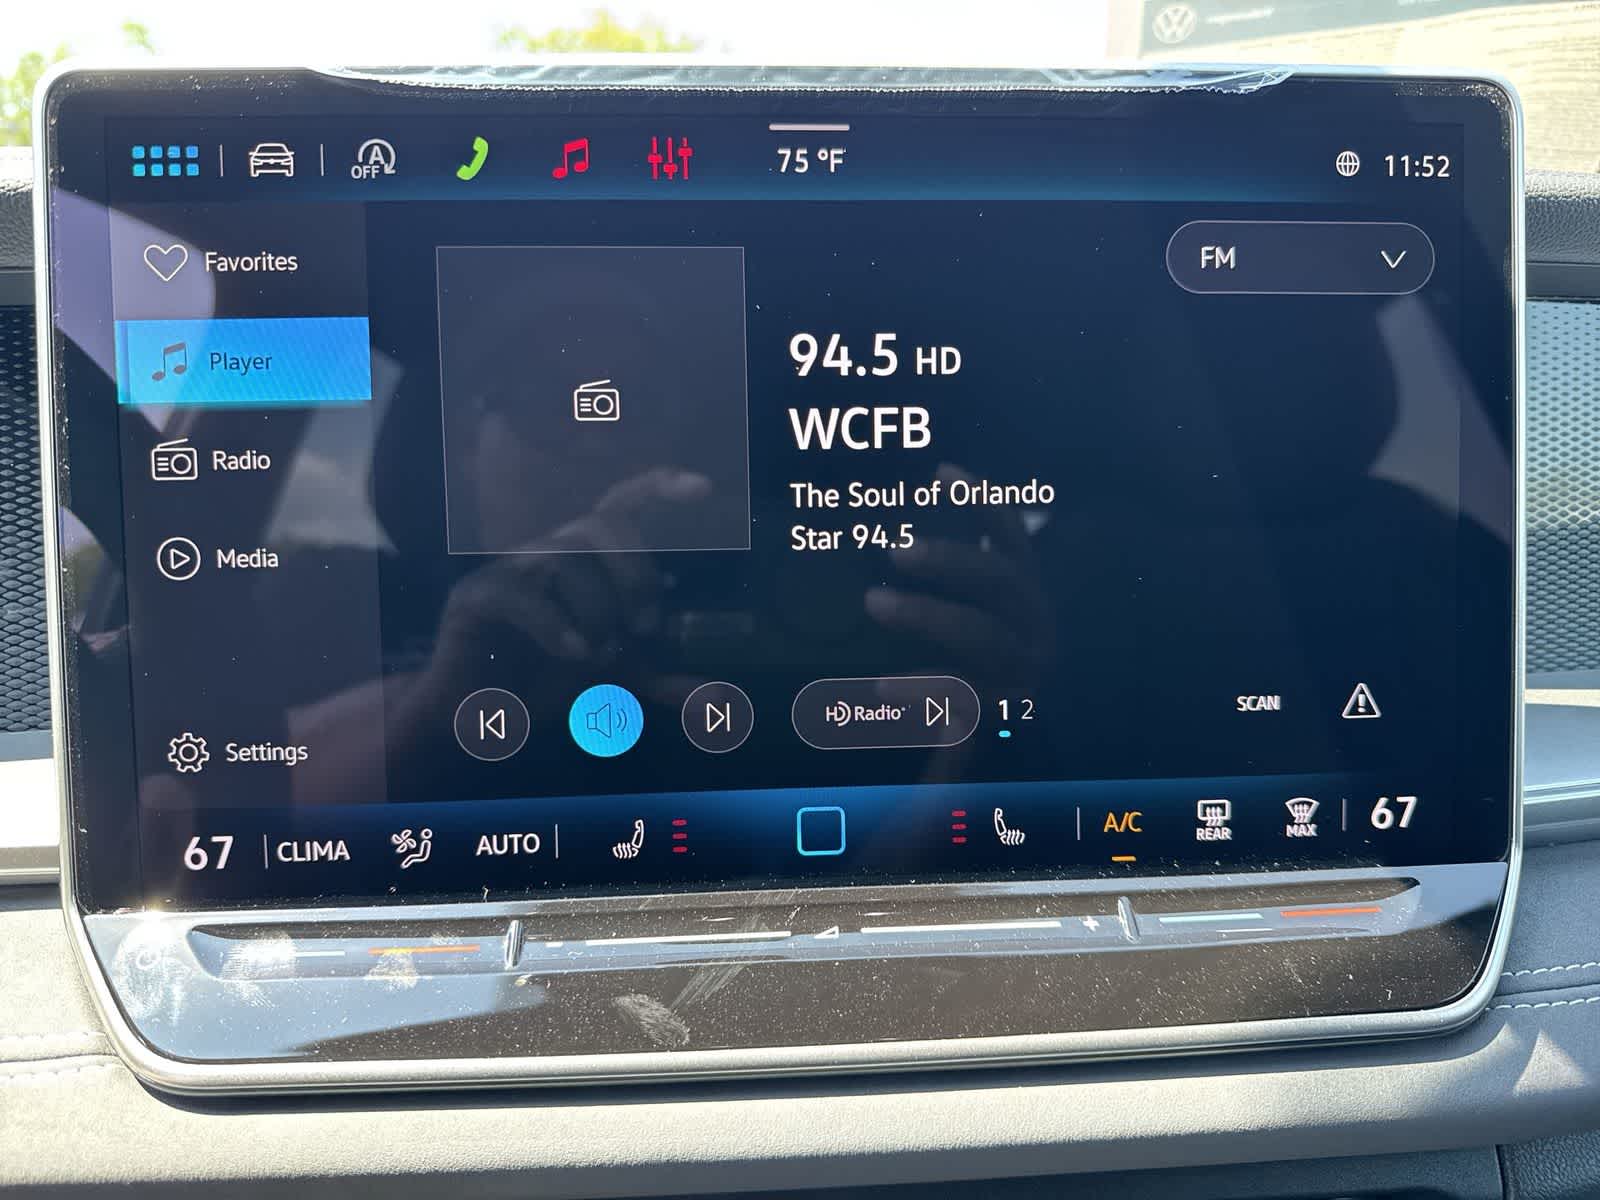 A
OFF
75 °F
11:52
Favorites
FM
Player
94.5 HD
WCFB
Radio
The Soul of Orlando
Star 94.5
Media
HD Radio
1 2
SCAN
Settings
67
CLIMA
AUTO
A/C
REAR
MAX
67